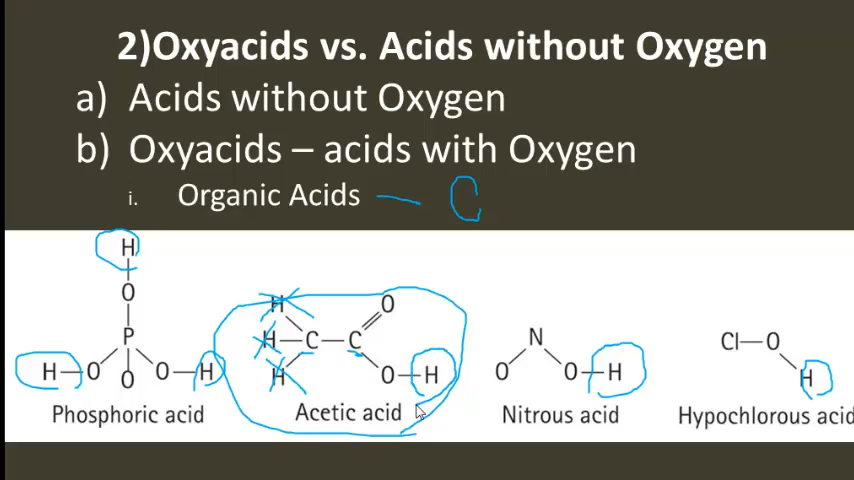 2)Oxyacids vs. Acids without Oxygen
a) Acids without Oxygen
b) Oxyacids – acids with Oxygen
i. Organic Acids — C
H
O
P
H—O O O—H
H O
H—C—C
H O—H
N
O O—H
Cl—O
H
Phosphoric acid Acetic acid Nitrous acid Hypochlorous acid